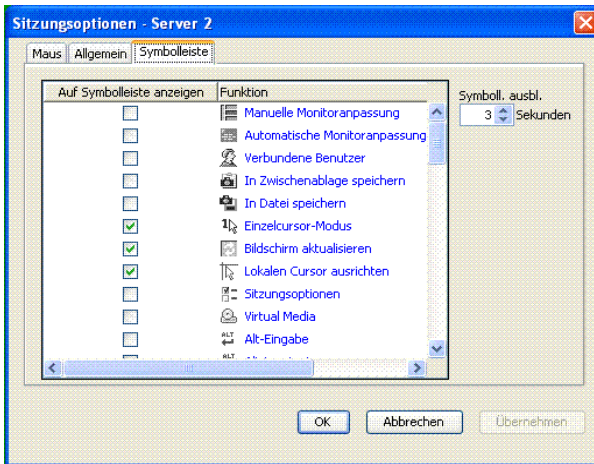 Sitzungsoptionen - Server 2
Maus Allgemein Symbolleiste
Auf Symbolleiste anzeigen Funktion
Manuelle Monitoranpassung
Automatische Monitoranpassung
Verbundene Benutzer
In Zwischenablage speichern
In Datei speichern
Einzelcursor-Modus
Bildschirm aktualisieren
Lokalen Cursor ausrichten
Sitzungsoptionen
Virtual Media
ALT Alt-Eingabe
ALT
Symboll. ausbl.
3 Sekunden
OK Abbrechen Übernehmen